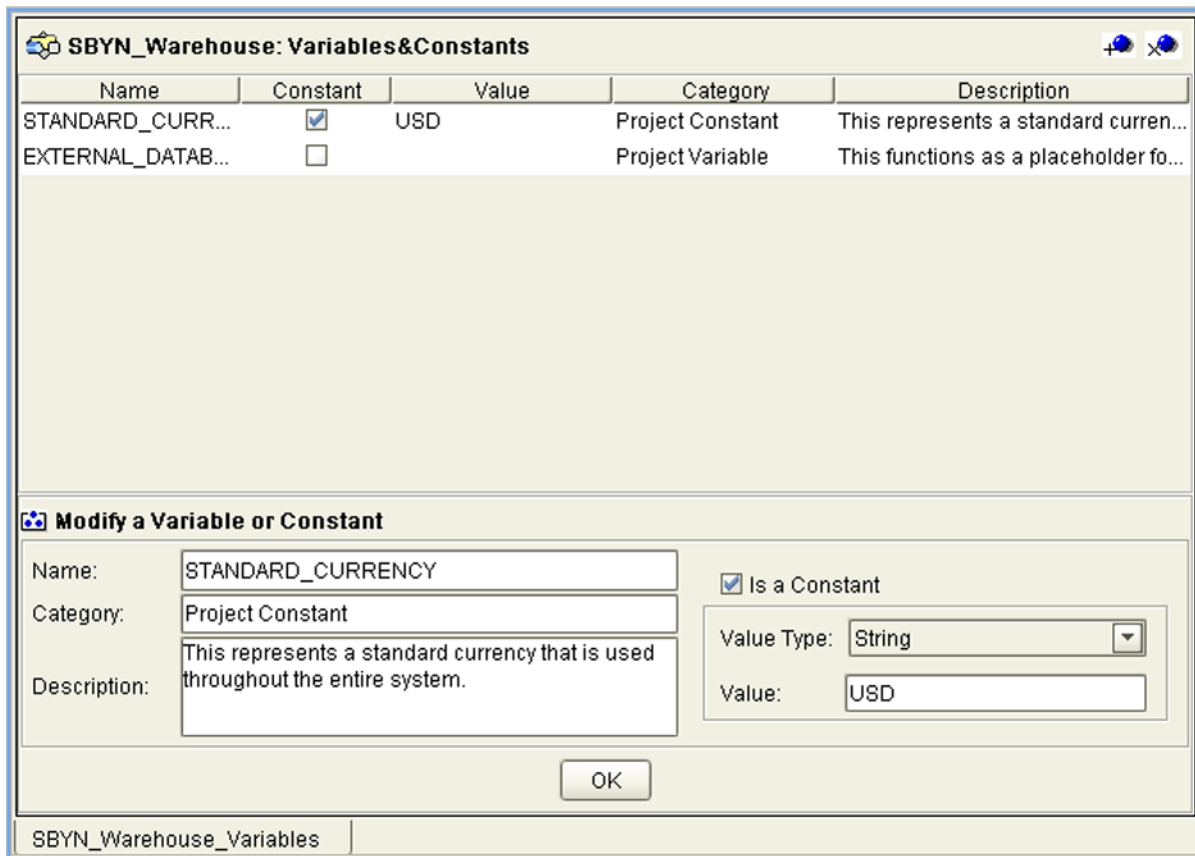 SBYN_Warehouse: Variables&Constants
Name Constant Value Category Description
STANDARD_CURR... USD Project Constant This represents a standard curren...
EXTERNAL_DATAB... Project Variable This functions as a placeholder fo...
Modify a Variable or Constant
Name: STANDARD_CURRENCY
Is a Constant
Category: Project Constant
Value Type: String
Description: This represents a standard currency that is used
throughout the entire system.
Value: USD
OK
SBYN_Warehouse_Variables